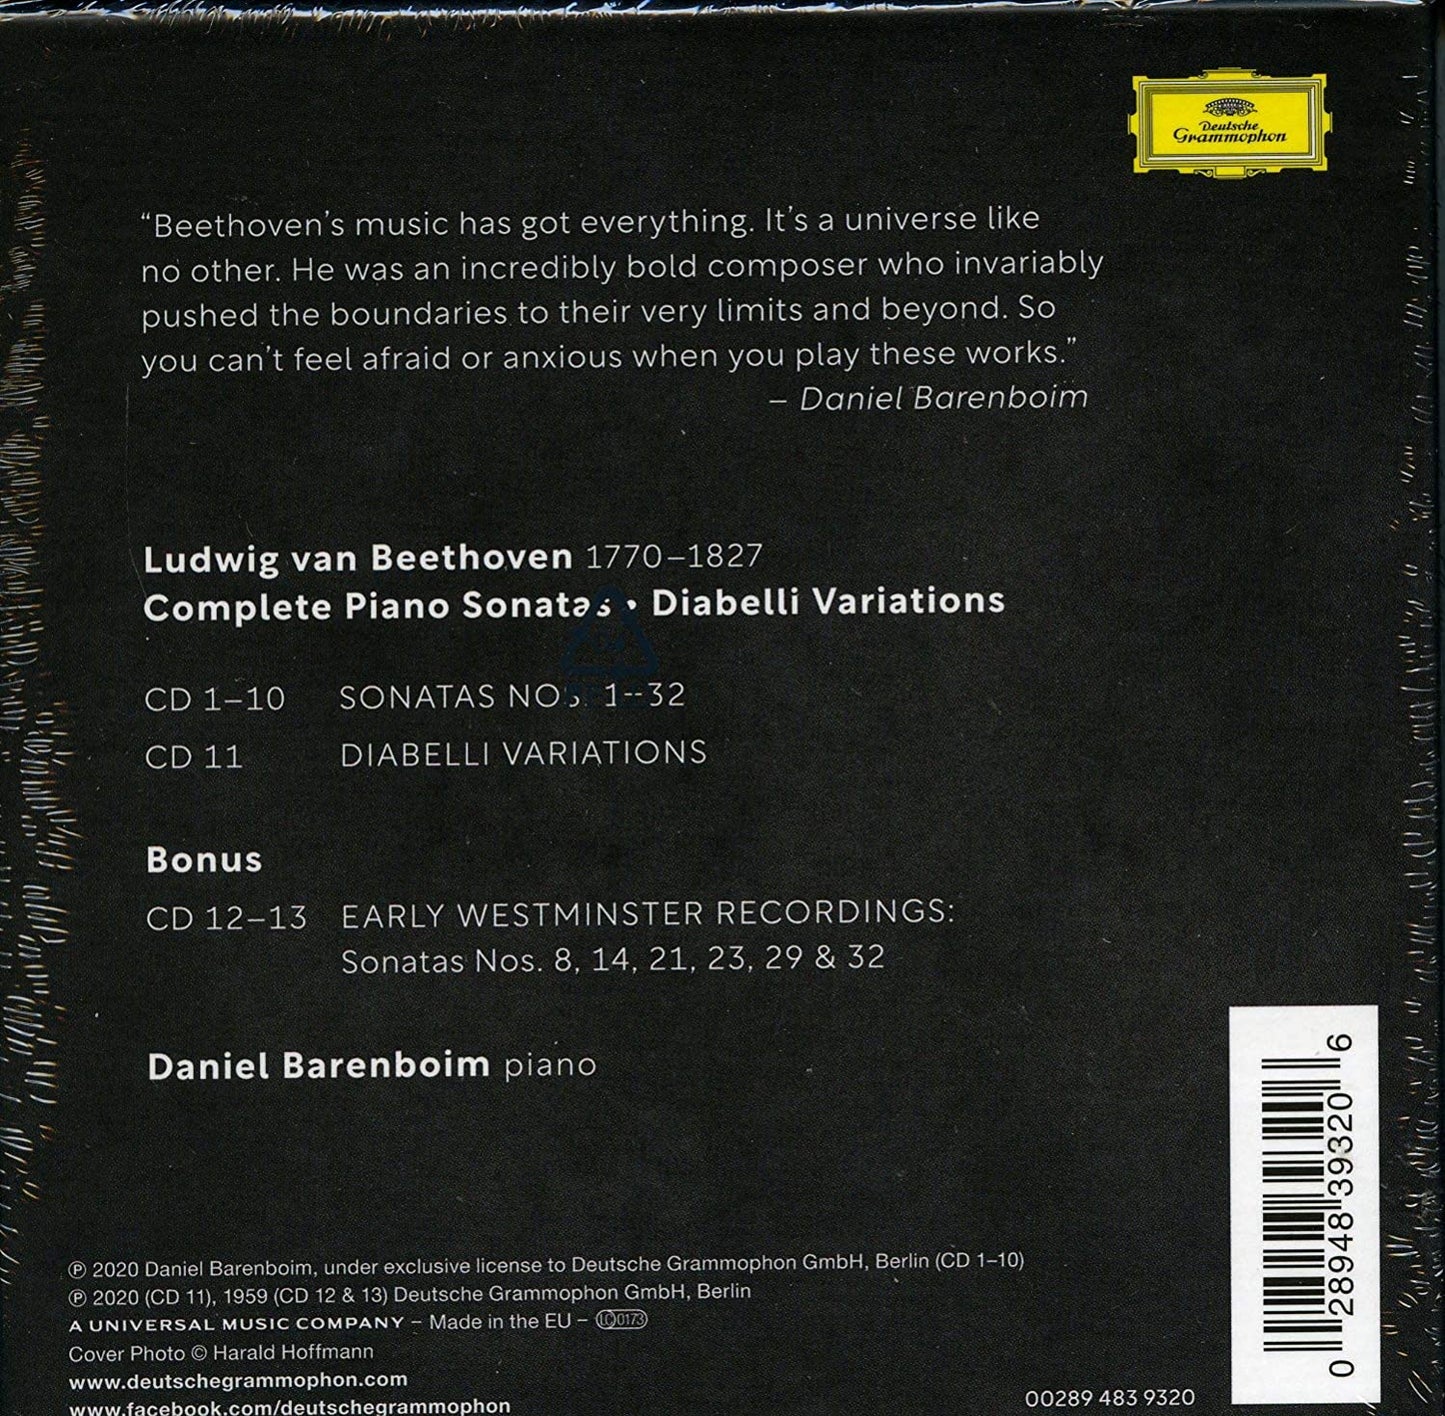 Deutsche
Grammophon
“Beethoven’s music has got everything. It’s a universe like
no other. He was an incredibly bold composer who invariably
pushed the boundaries to their very limits and beyond. So
you can’t feel afraid or anxious when you play these works.”
– Daniel Barenboim
Ludwig van Beethoven 1770–1827
Complete Piano Sonatas • Diabelli Variations
CD 1–10 SONATAS NOS. 1–32
CD 11 DIABELLI VARIATIONS
Bonus
CD 12–13 EARLY WESTMINSTER RECORDINGS:
Sonatas Nos. 8, 14, 21, 23, 29 & 32
Daniel Barenboim piano
℗ 2020 Daniel Barenboim, under exclusive license to Deutsche Grammophon GmbH, Berlin (CD 1–10)
℗ 2020 (CD 11), 1959 (CD 12 & 13) Deutsche Grammophon GmbH, Berlin
A UNIVERSAL MUSIC COMPANY – Made in the EU – LC 0173
Cover Photo © Harald Hoffmann
www.deutschegrammophon.com
www.facebook.com/deutschegrammophon
00289 483 9320
0 28948 39320 6